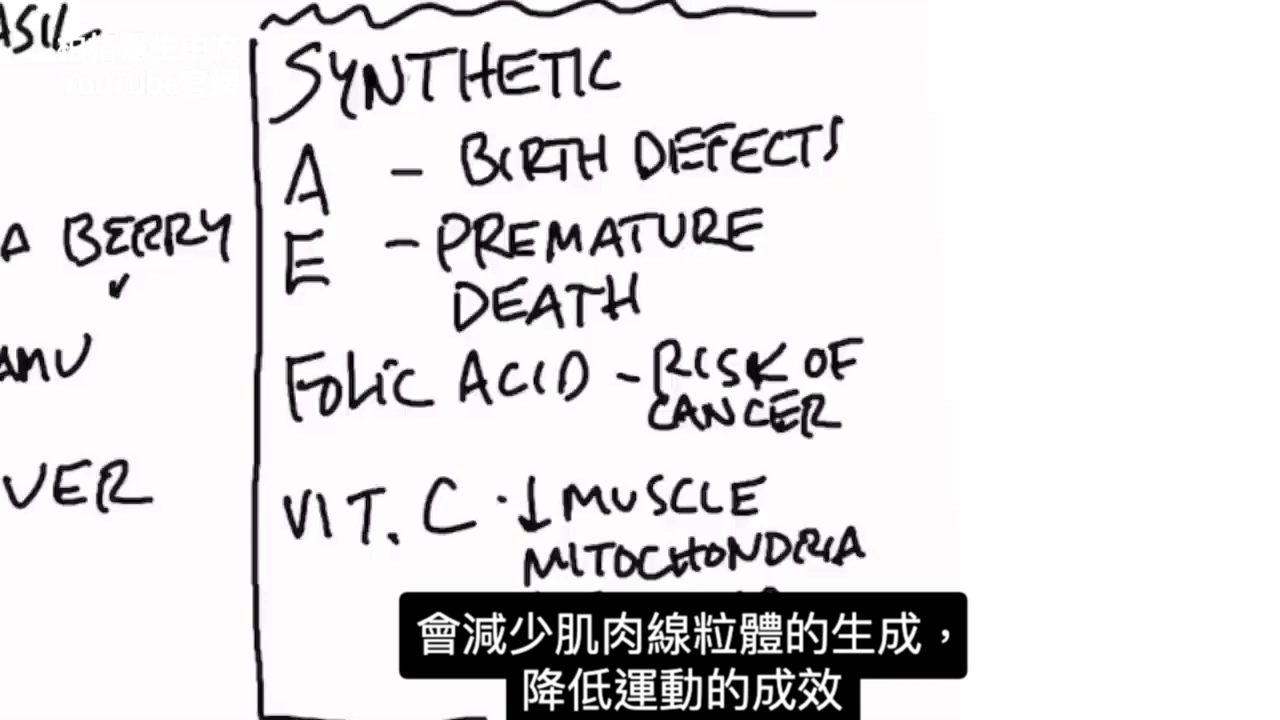 SYNTHETIC
A - BIRTH DEFECTS
E - PREMATURE
DEATH
FOLIC ACID - RISK OF
CANCER
VIT. C · ↓ MUSCLE
MITOCHONDRIA
BERRY
會減少肌肉線粒體的生成，
降低運動的成效